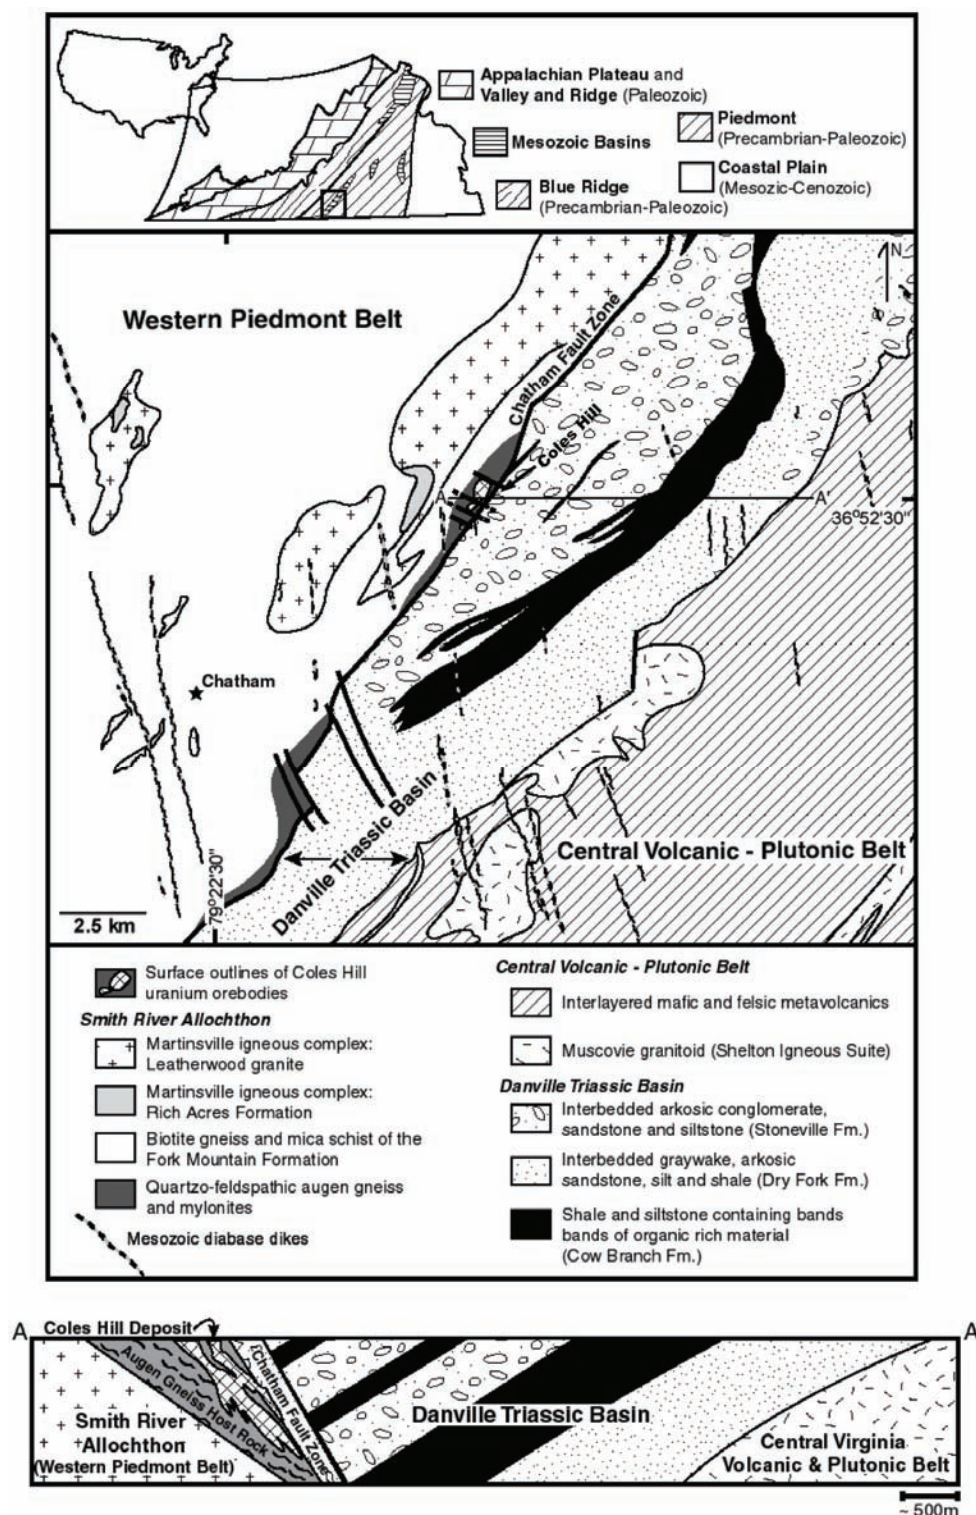 Appalachian Plateau and
Valley and Ridge (Paleozoic)
Mesozoic Basins
Piedmont
(Precambrian-Paleozoic)
Blue Ridge
(Precambrian-Paleozoic)
Coastal Plain
(Mesozic-Cenozoic)
N
Western Piedmont Belt
Chatham Fault Zone
Coles Hill
A
A'
36°52'30"
Chatham
Danville Triassic Basin
Central Volcanic - Plutonic Belt
79°22'30"
2.5 km
Surface outlines of Coles Hill
uranium orebodies
Smith River Allochthon
Martinsville igneous complex:
Leatherwood granite
Martinsville igneous complex:
Rich Acres Formation
Biotite gneiss and mica schist of the
Fork Mountain Formation
Quartzo-feldspathic augen gneiss
and mylonites
Mesozoic diabase dikes
Central Volcanic - Plutonic Belt
Interlayered mafic and felsic metavolcanics
Muscovie granitoid (Shelton Igneous Suite)
Danville Triassic Basin
Interbedded arkosic conglomerate,
sandstone and siltstone (Stoneville Fm.)
Interbedded graywake, arkosic
sandstone, silt and shale (Dry Fork Fm.)
Shale and siltstone containing bands
bands of organic rich material
(Cow Branch Fm.)
A
Coles Hill Deposit
A'
Augen Gneiss Host Rock
Chatham Fault Zone
Smith River
Allochthon
(Western Piedmont Belt)
Danville Triassic Basin
Central Virginia
Volcanic & Plutonic Belt
~ 500m